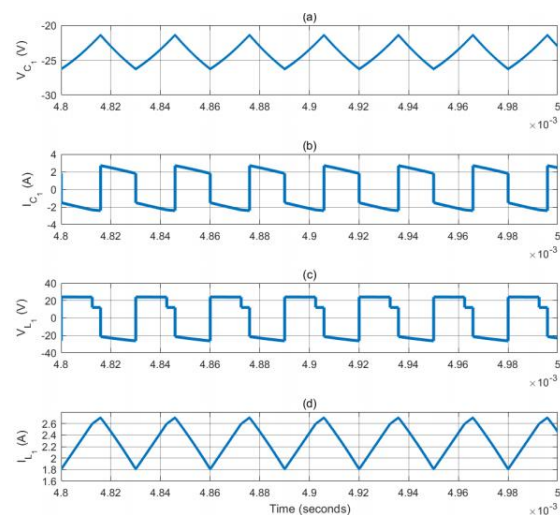 (a)
-20
-25
-30
V_C₁ (V)
4.8 4.82 4.84 4.86 4.88 4.9 4.92 4.94 4.96 4.98 5
× 10⁻³
(b)
4
2
0
-2
-4
I_C₁ (A)
4.8 4.82 4.84 4.86 4.88 4.9 4.92 4.94 4.96 4.98 5
× 10⁻³
(c)
40
20
0
-20
-40
V_L₁ (V)
4.8 4.82 4.84 4.86 4.88 4.9 4.92 4.94 4.96 4.98 5
× 10⁻³
(d)
2.6
2.4
2.2
2
1.8
1.6
I_L₁ (A)
4.8 4.82 4.84 4.86 4.88 4.9 4.92 4.94 4.96 4.98 5
Time (seconds)
× 10⁻³